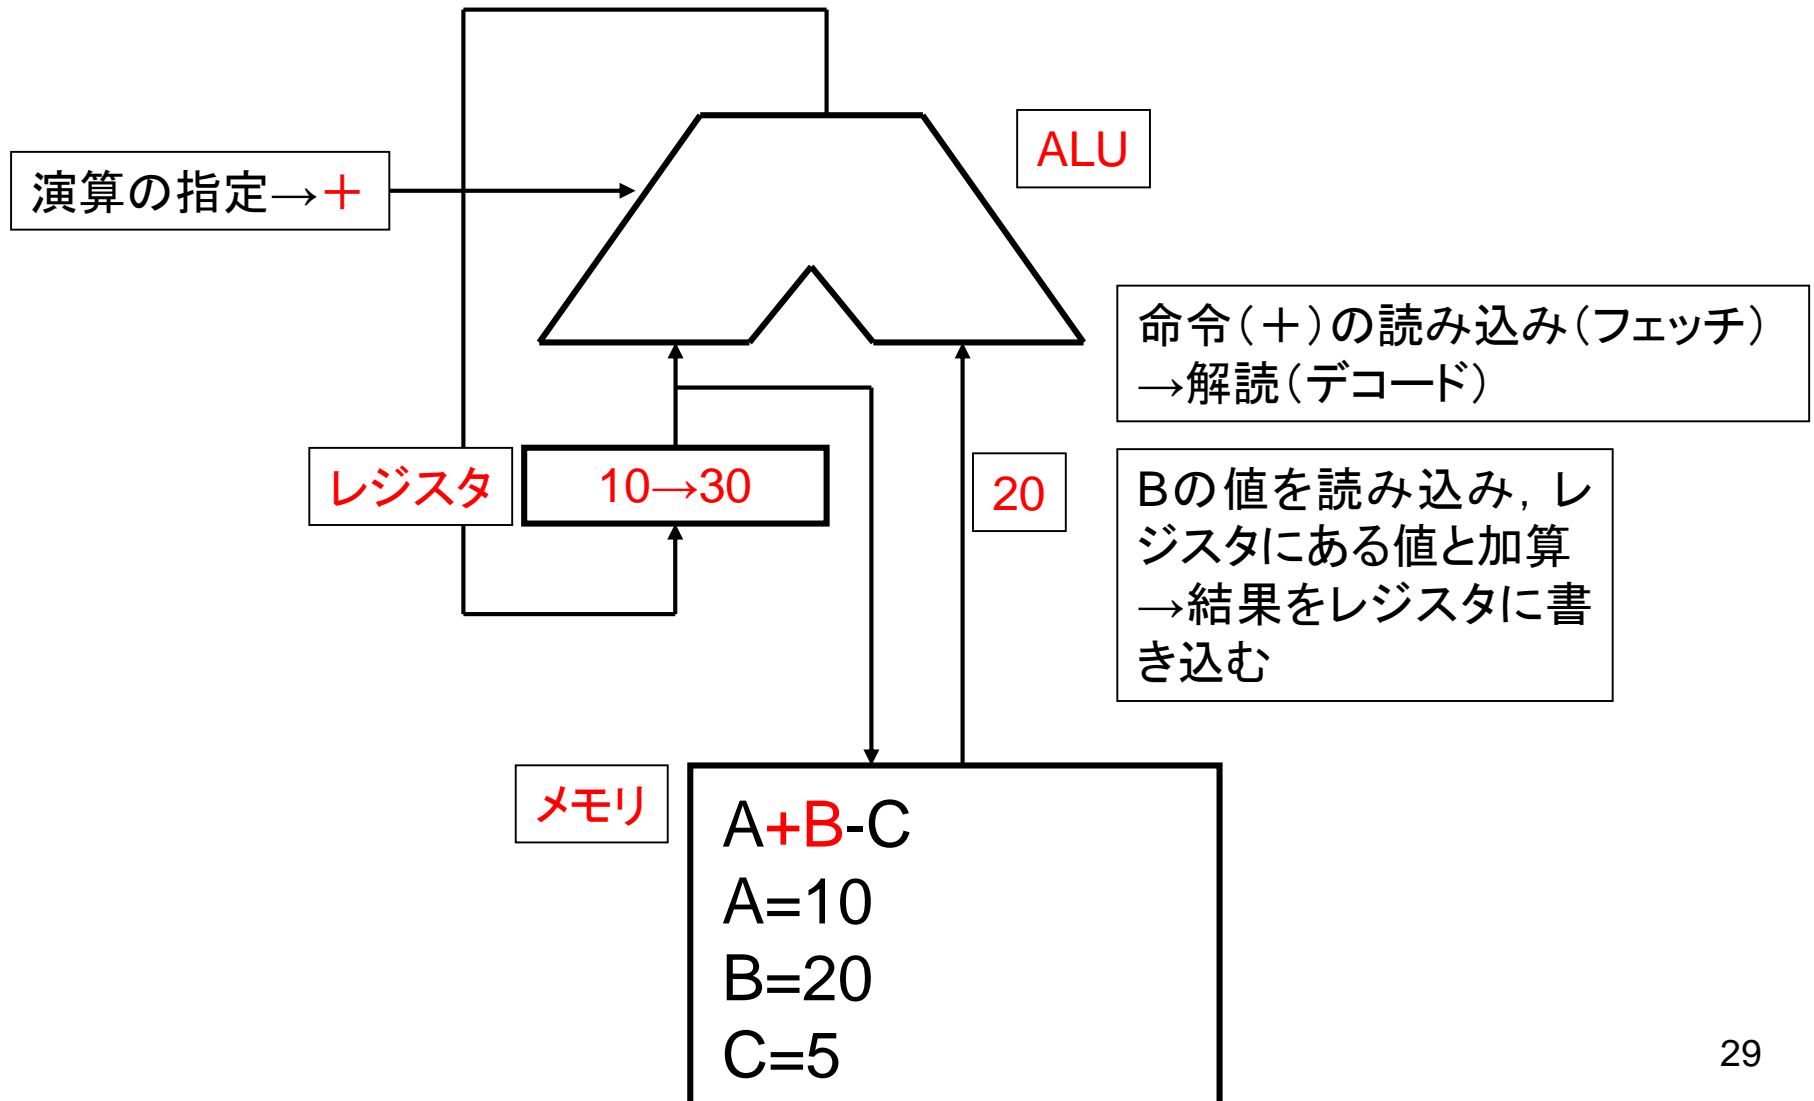 ALU
演算の指定→＋
命令（＋）の読み込み（フェッチ）
→解読（デコード）
レジスタ
10→30
20
Bの値を読み込み，レ
ジスタにある値と加算
→結果をレジスタに書
き込む
メモリ
A+B-C
A=10
B=20
C=5
29